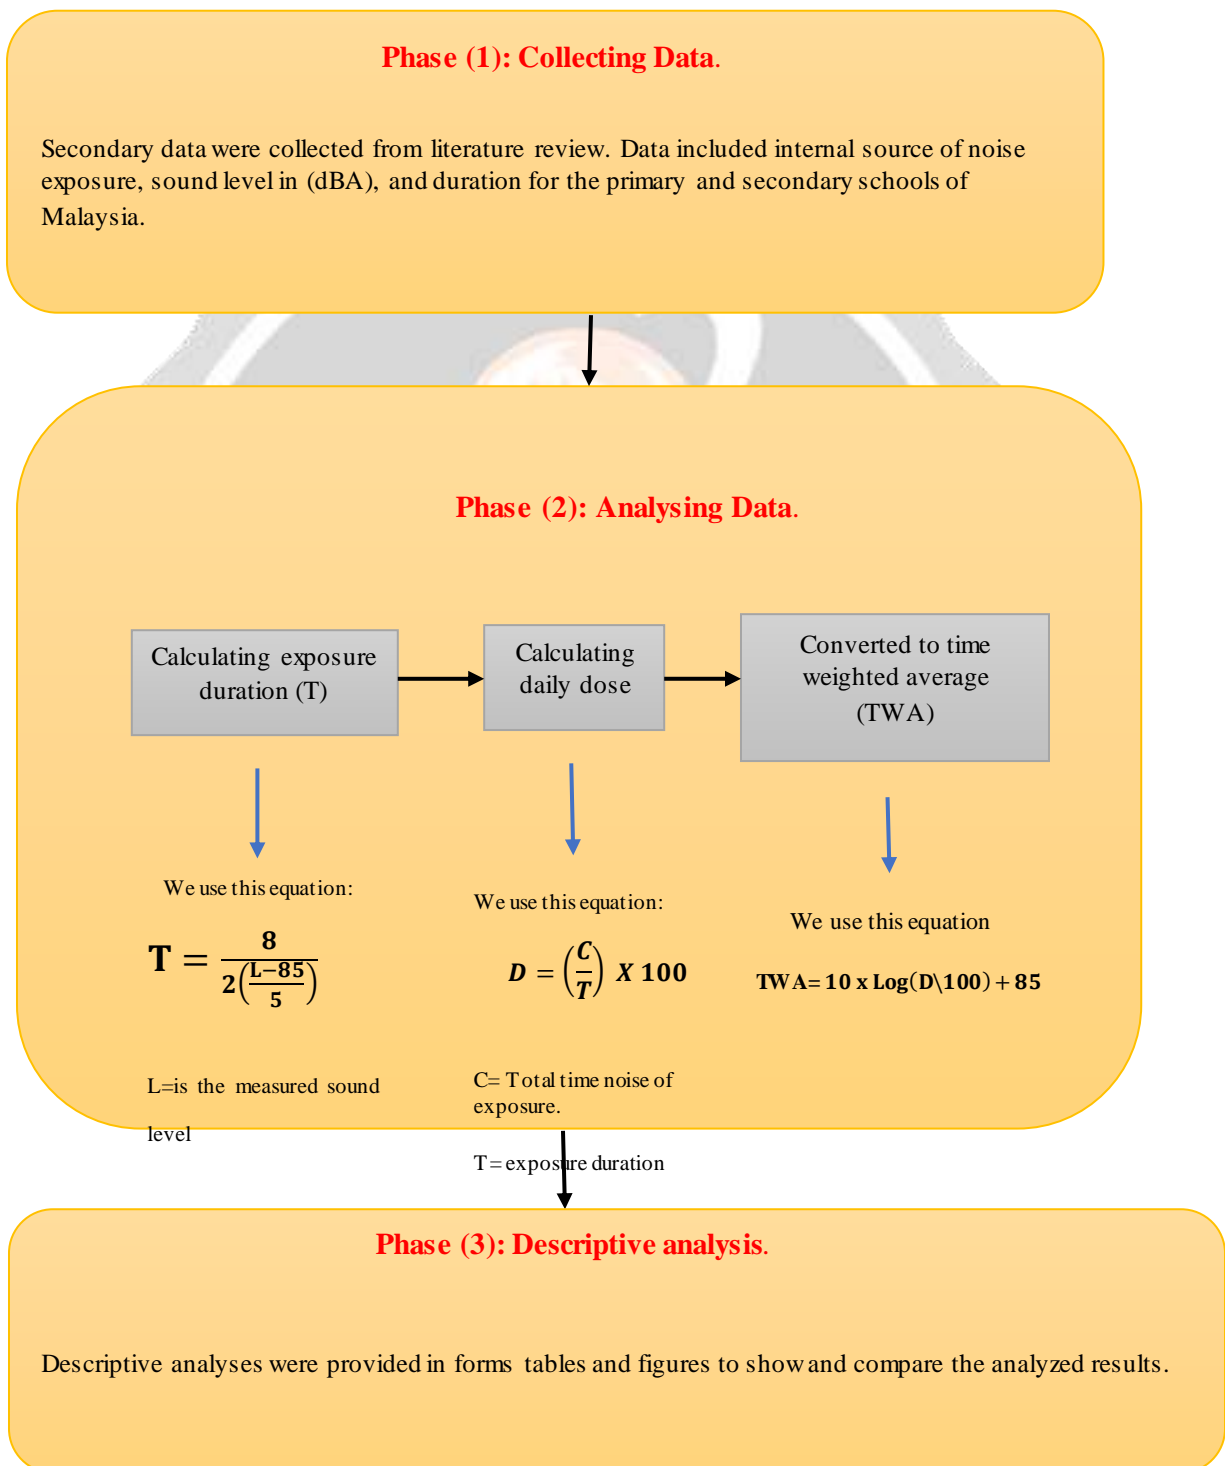 Phase (1): Collecting Data.
Secondary data were collected from literature review. Data included internal source of noise
exposure, sound level in (dBA), and duration for the primary and secondary schools of
Malaysia.
Phase (2): Analysing Data.
Calculating exposure
duration (T)
Calculating
daily dose
Converted to time
weighted average
(TWA)
We use this equation:
T = 8 / 2^((L−85)/5)
L=is the measured sound
level
We use this equation:
D = (C/T) X 100
C= Total time noise of
exposure.
T= exposure duration
We use this equation
TWA= 10 x Log(D\100) + 85
Phase (3): Descriptive analysis.
Descriptive analyses were provided in forms tables and figures to show and compare the analyzed results.